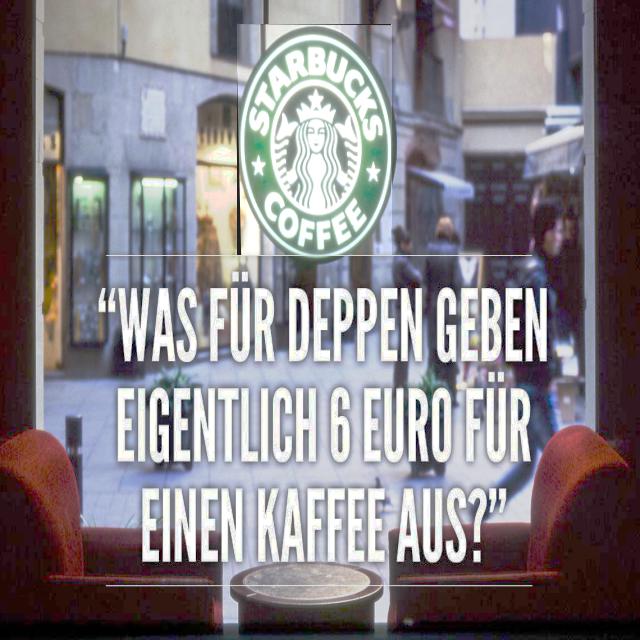 STARBUCKS
COFFEE
“WAS FÜR DEPPEN GEBEN
EIGENTLICH 6 EURO FÜR
EINEN KAFFEE AUS?”